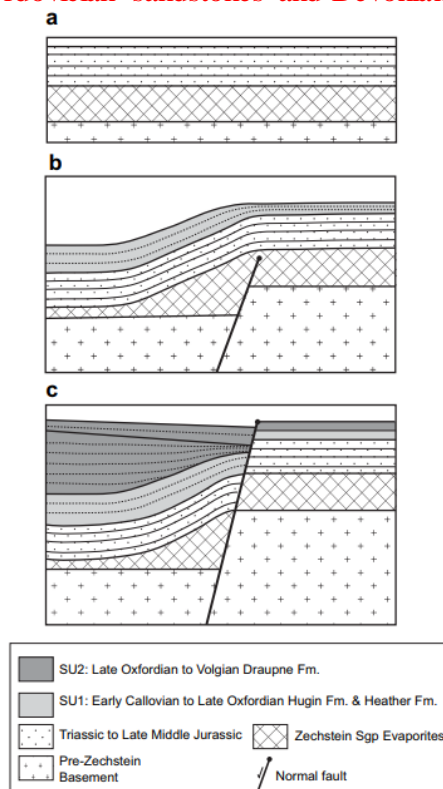 a
b
c
SU2: Late Oxfordian to Volgian Draupne Fm.
SU1: Early Callovian to Late Oxfordian Hugin Fm. & Heather Fm.
Triassic to Late Middle Jurassic
Zechstein Sgp Evaporites
Pre-Zechstein
Basement
Normal fault